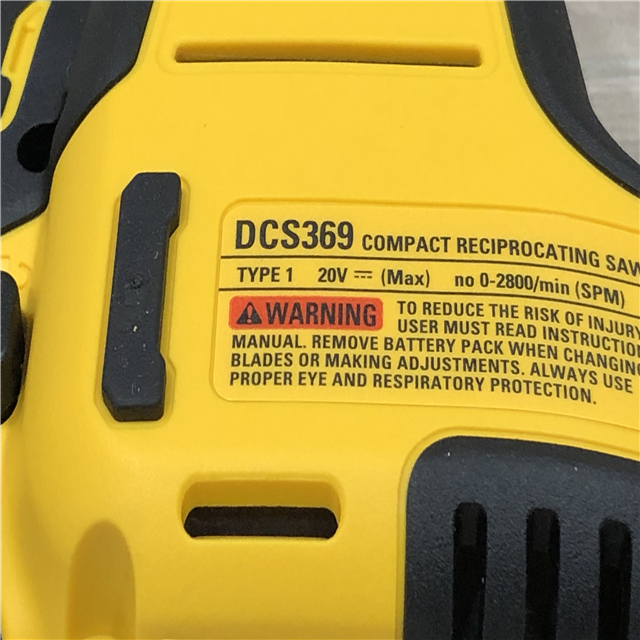 DCS369 COMPACT RECIPROCATING SAW
TYPE 1 20V ⎓ (Max) no 0-2800/min (SPM)
⚠WARNING TO REDUCE THE RISK OF INJURY
USER MUST READ INSTRUCTION
MANUAL. REMOVE BATTERY PACK WHEN CHANGING
BLADES OR MAKING ADJUSTMENTS. ALWAYS USE
PROPER EYE AND RESPIRATORY PROTECTION.